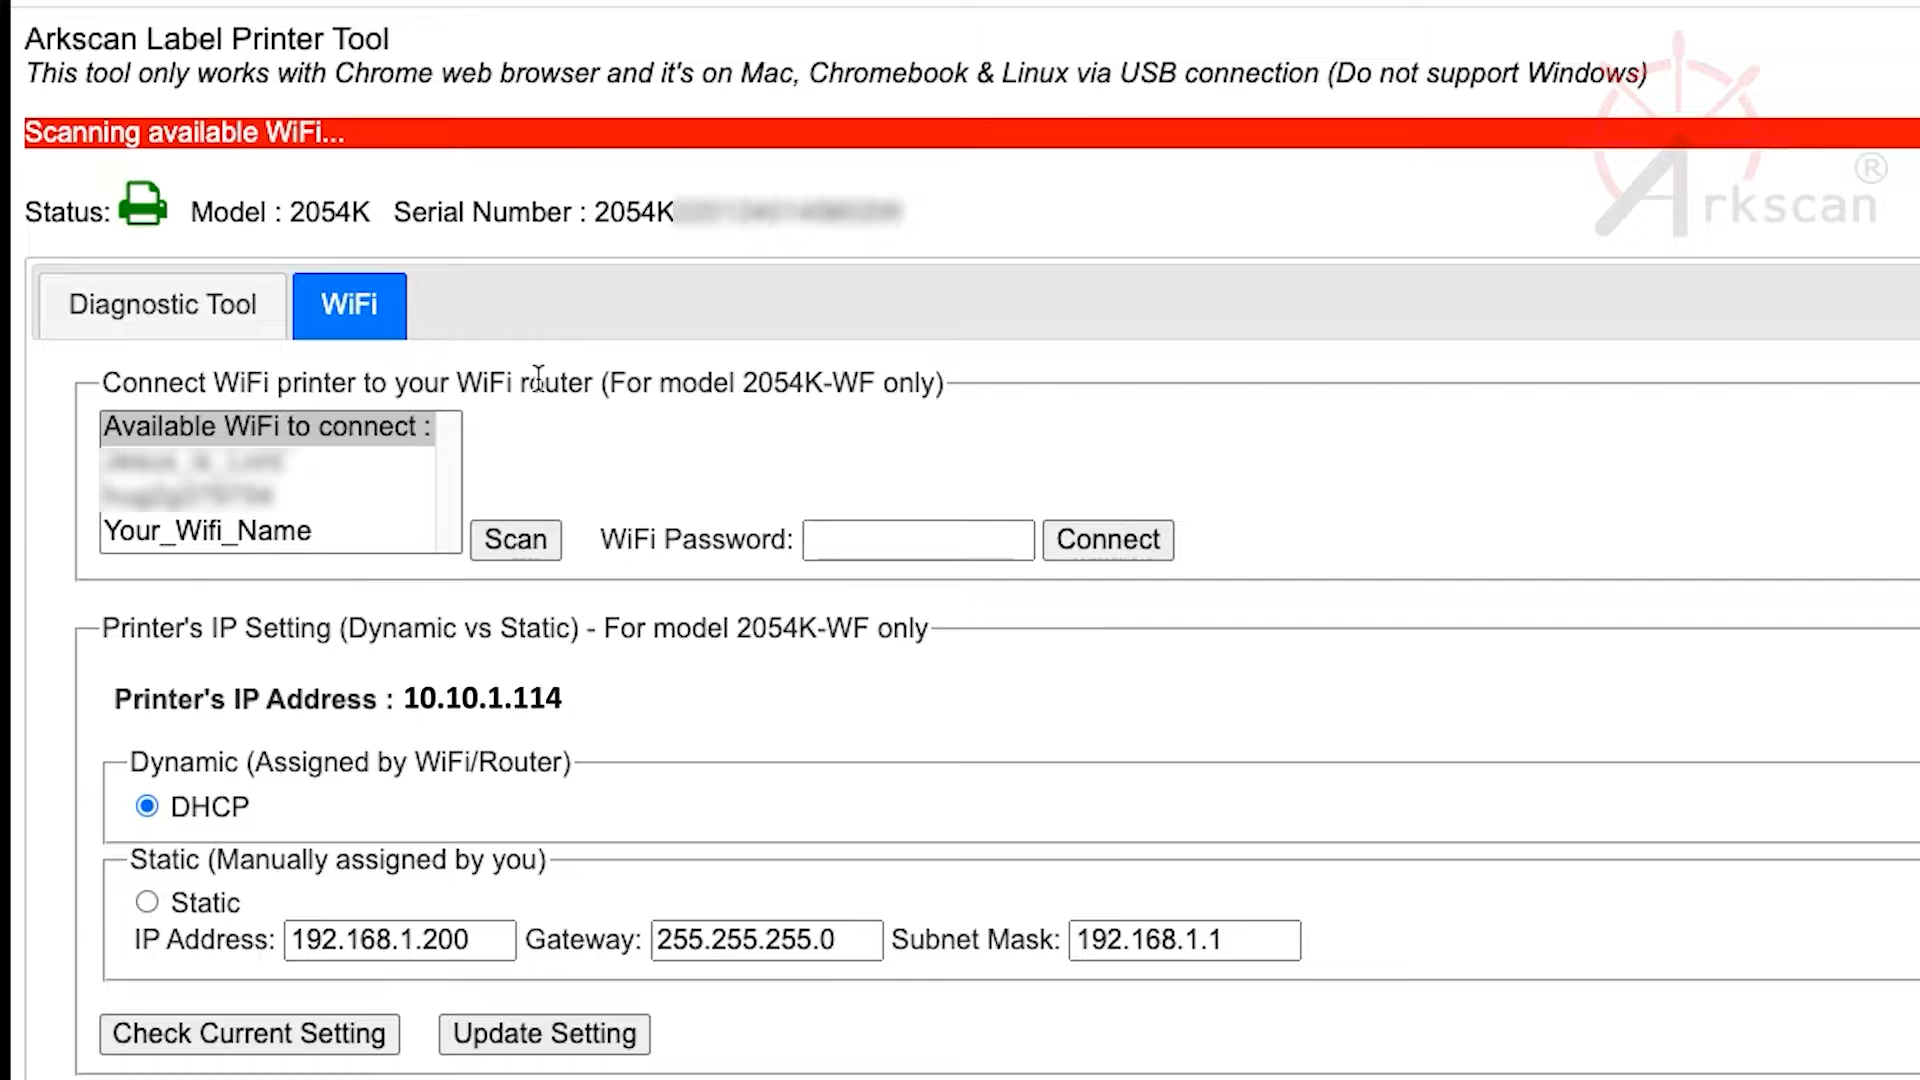 Arkscan Label Printer Tool
This tool only works with Chrome web browser and it's on Mac, Chromebook & Linux via USB connection (Do not support Windows)
Scanning available WiFi...
Arkscan ®
Status: Model : 2054K Serial Number : 2054K
Diagnostic Tool WiFi
Connect WiFi printer to your WiFi router (For model 2054K-WF only)
Available WiFi to connect :
Your_Wifi_Name
Scan WiFi Password: Connect
Printer's IP Setting (Dynamic vs Static) - For model 2054K-WF only
Printer's IP Address : 10.10.1.114
Dynamic (Assigned by WiFi/Router)
DHCP
Static (Manually assigned by you)
Static
IP Address: 192.168.1.200 Gateway: 255.255.255.0 Subnet Mask: 192.168.1.1
Check Current Setting Update Setting